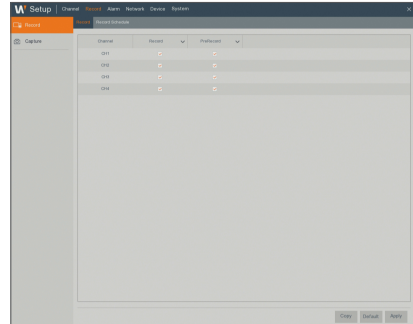 W Setup | Channel Record Alarm Network Device System
Record
Record Record Schedule
Capture
Channel Record PreRecord
CH1
CH2
CH3
CH4
Copy Default Apply